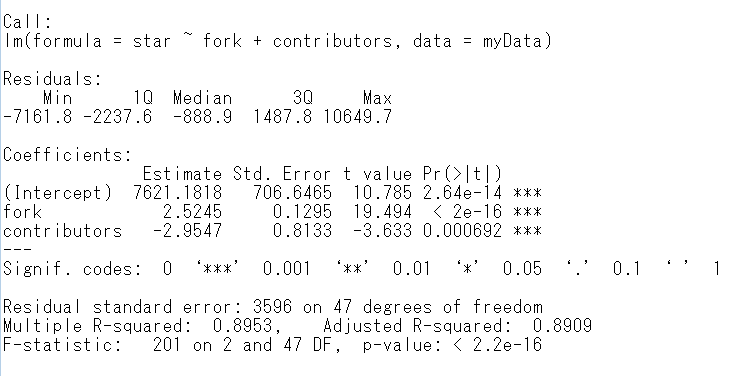 Call:
lm(formula = star ~ fork + contributors, data = myData)
Residuals:
    Min      1Q  Median      3Q     Max
-7161.8 -2237.6  -888.9  1487.8 10649.7
Coefficients:
              Estimate Std. Error t value Pr(>|t|)
(Intercept)  7621.1818   706.6465  10.785 2.64e-14 ***
fork            2.5245     0.1295  19.494  < 2e-16 ***
contributors   -2.9547     0.8133  -3.633 0.000692 ***
---
Signif. codes:  0 ‘***’ 0.001 ‘**’ 0.01 ‘*’ 0.05 ‘.’ 0.1 ‘ ’ 1
Residual standard error: 3596 on 47 degrees of freedom
Multiple R-squared:  0.8953,    Adjusted R-squared:  0.8909
F-statistic:   201 on 2 and 47 DF,  p-value: < 2.2e-16